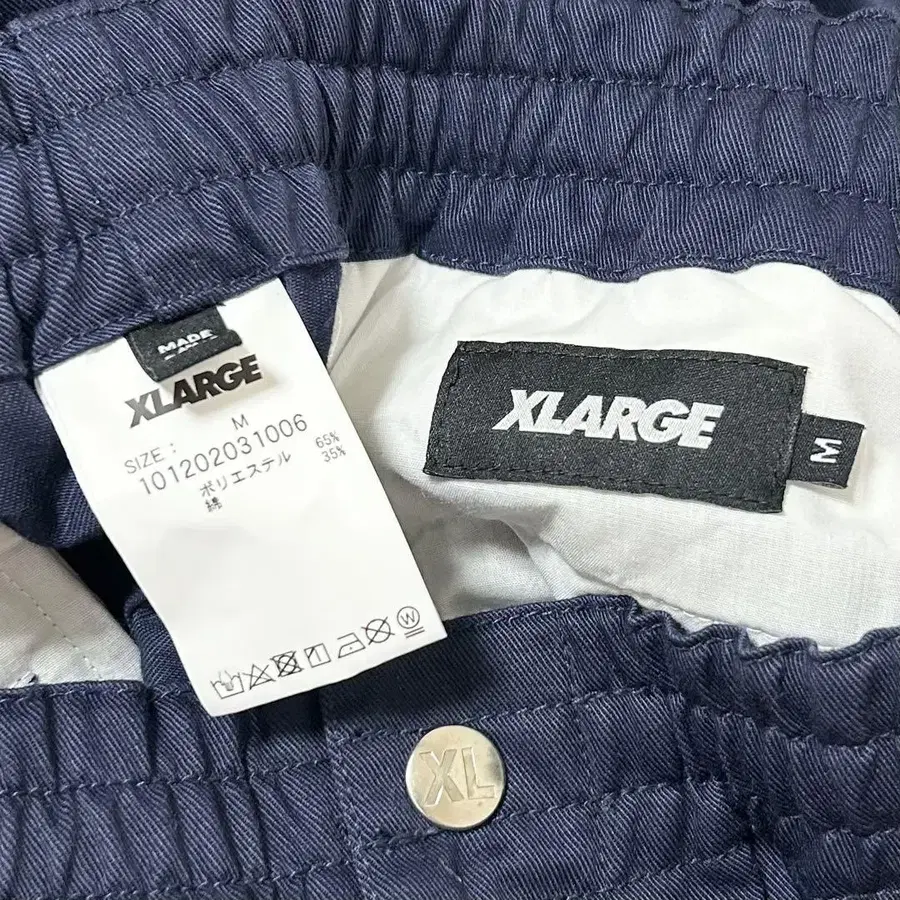 MADE
XLARGE
SIZE : M
101202031006
ポリエステル 65%
綿 35%
W
XLARGE
M
XL